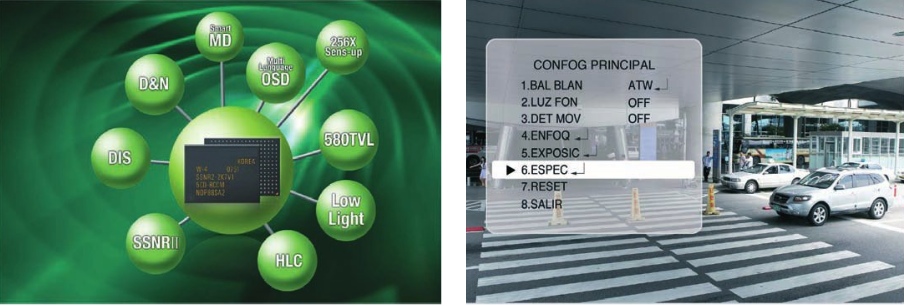 Smart
MD
256X
Sens-up
Multi
Language
OSD
D&N
580TVL
DIS
KOREA
Low
Light
SSNRII
HLC
CONFOG PRINCIPAL
1.BAL BLAN ATW
2.LUZ FON OFF
3.DET MOV OFF
4.ENFOQ
5.EXPOSIC
6.ESPEC
7.RESET
8.SALIR